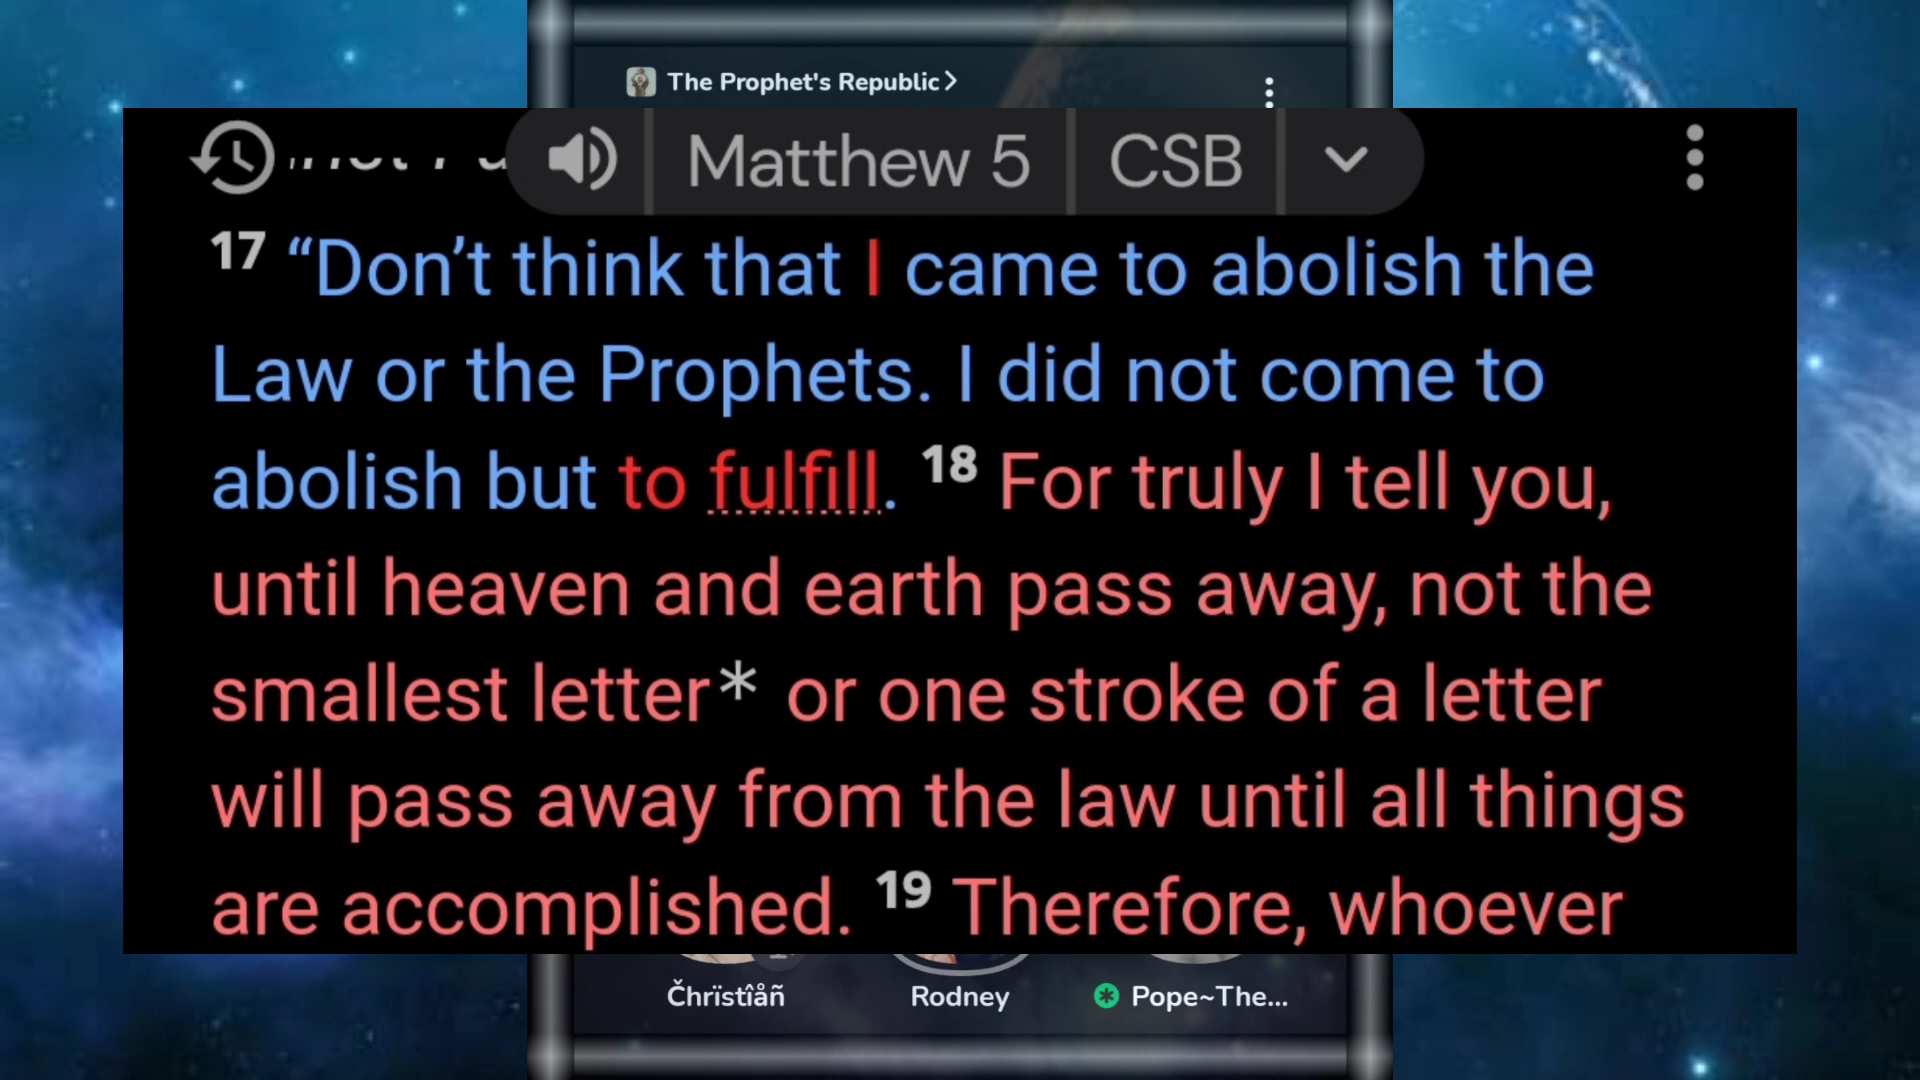 The Prophet's Republic
Matthew 5 CSB
17 “Don’t think that I came to abolish the
Law or the Prophets. I did not come to
abolish but to fulfill. 18 For truly I tell you,
until heaven and earth pass away, not the
smallest letter* or one stroke of a letter
will pass away from the law until all things
are accomplished. 19 Therefore, whoever
Čhrïstîåñ
Rodney
Pope~The...